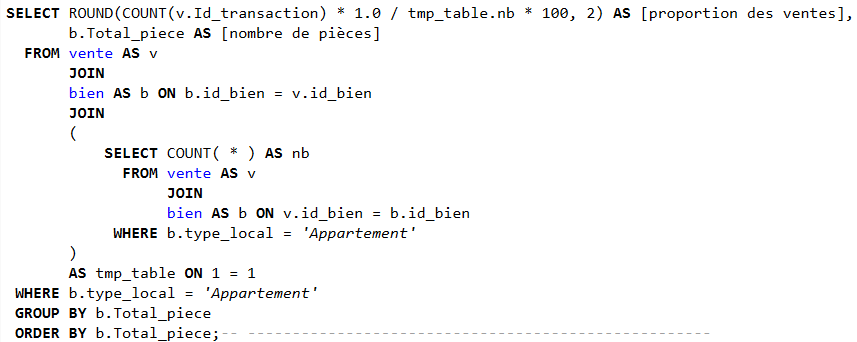 SELECT ROUND(COUNT(v.Id_transaction) * 1.0 / tmp_table.nb * 100, 2) AS [proportion des ventes],
b.Total_piece AS [nombre de pièces]
FROM vente AS v
JOIN
bien AS b ON b.id_bien = v.id_bien
JOIN
(
SELECT COUNT( * ) AS nb
FROM vente AS v
JOIN
bien AS b ON v.id_bien = b.id_bien
WHERE b.type_local = 'Appartement'
)
AS tmp_table ON 1 = 1
WHERE b.type_local = 'Appartement'
GROUP BY b.Total_piece
ORDER BY b.Total_piece;-- ----------------------------------------------------